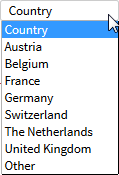 Country
Country
Austria
Belgium
France
Germany
Switzerland
The Netherlands
United Kingdom
Other